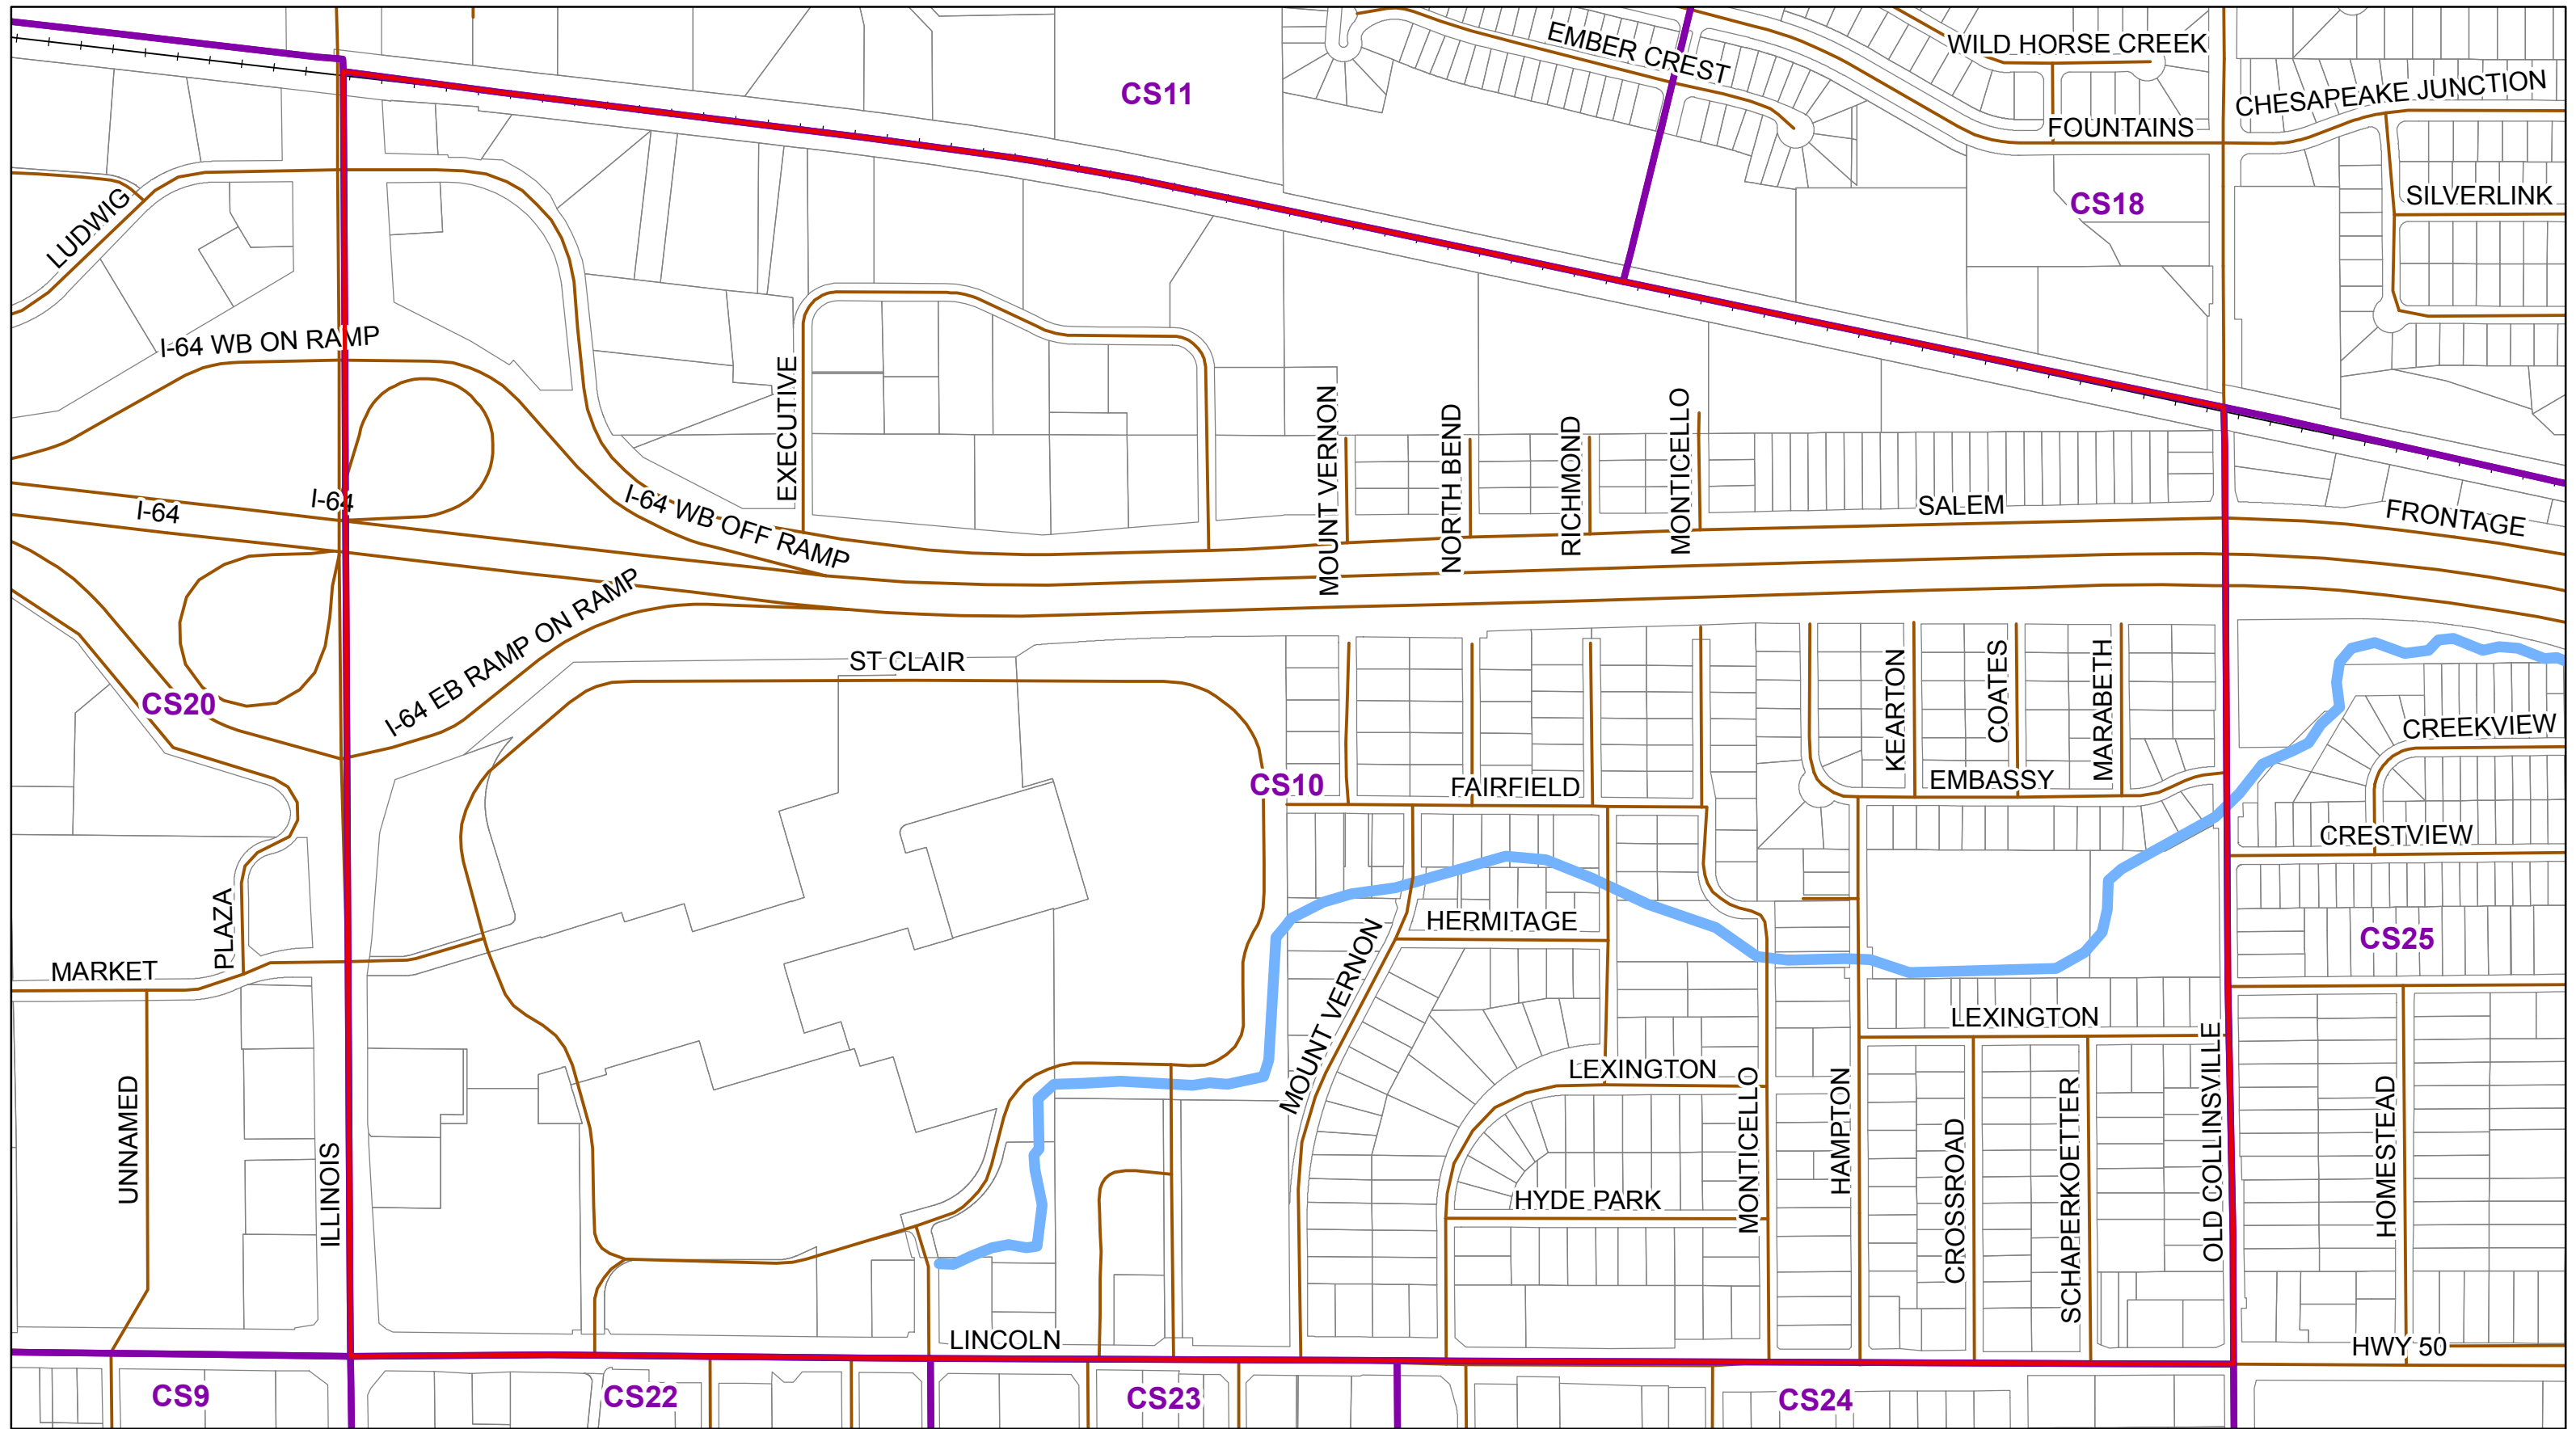 EMBER CREST
WILD HORSE CREEK
CS11
CHESAPEAKE JUNCTION
FOUNTAINS
CS18
SILVERLINK
LUDWIG
I-64 WB ON RAMP
EXECUTIVE
MOUNT VERNON
NORTH BEND
RICHMOND
MONTICELLO
I-64
I-64
I-64 WB OFF RAMP
SALEM
FRONTAGE
I-64 EB RAMP ON RAMP
ST CLAIR
CS20
KEARTON
COATES
MARABETH
CREEKVIEW
CS10
FAIRFIELD
EMBASSY
CRESTVIEW
PLAZA
HERMITAGE
CS25
MARKET
MOUNT VERNON
LEXINGTON
LEXINGTON
UNNAMED
ILLINOIS
MONTICELLO
HAMPTON
CROSSROAD
SCHAPERKOETTER
OLD COLLINSVILLE
HOMESTEAD
HYDE PARK
LINCOLN
HWY 50
CS9
CS22
CS23
CS24